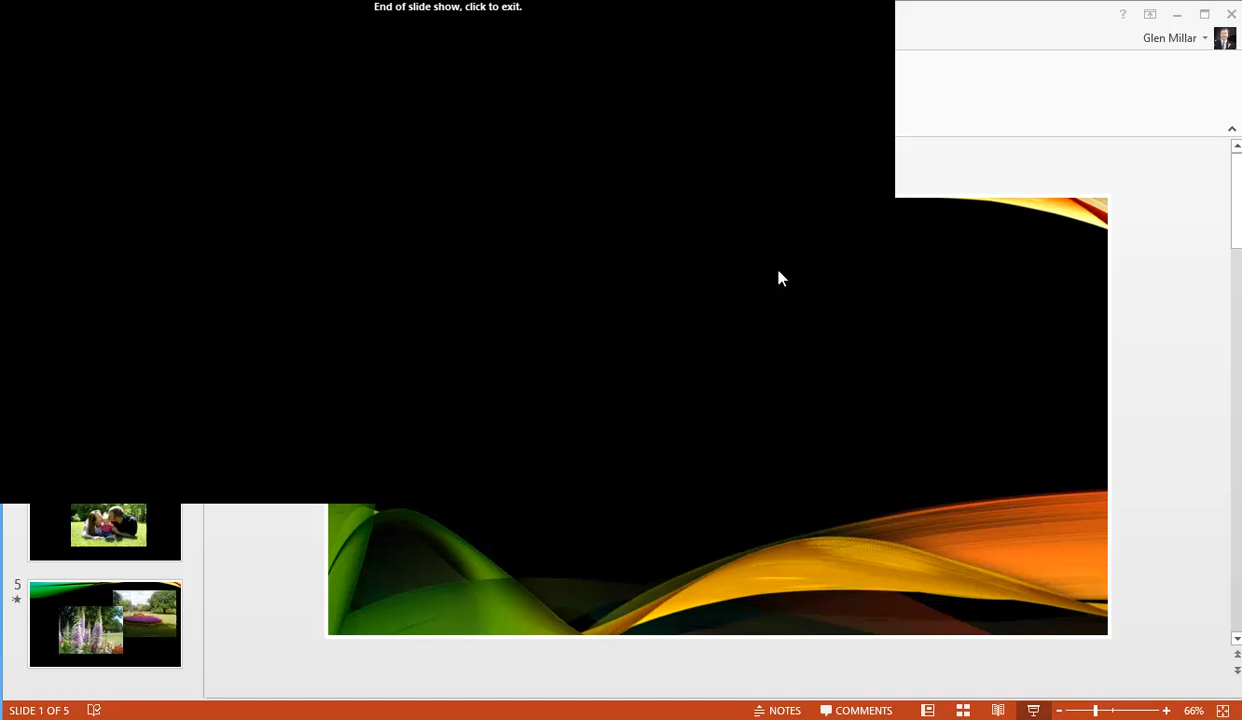 End of slide show, click to exit.
?
Glen Millar
5
SLIDE 1 OF 5
NOTES
COMMENTS
66%